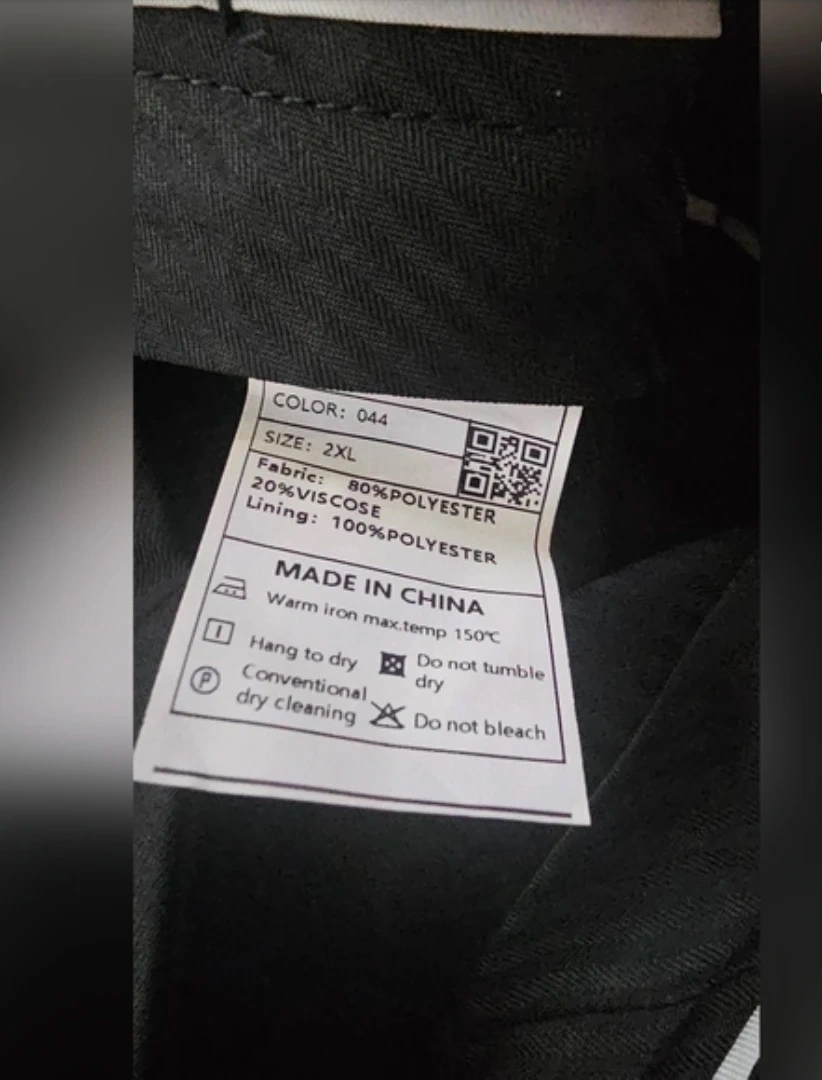 COLOR: 044
SIZE: 2XL
Fabric: 80%POLYESTER
20%VISCOSE
Lining: 100%POLYESTER
MADE IN CHINA
Warm iron max.temp 150℃
Hang to dry
Do not tumble
dry
P
Conventional
dry cleaning
Do not bleach